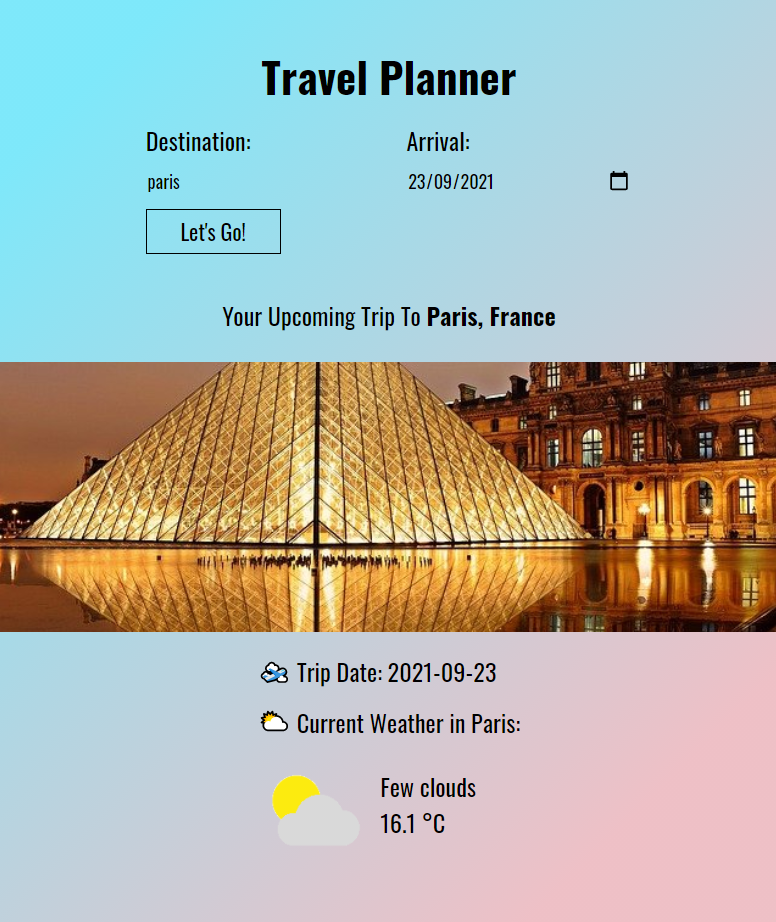 Travel Planner
Destination: Arrival:
paris 23/09/2021
Let's Go!
Your Upcoming Trip To Paris, France
Trip Date: 2021-09-23
Current Weather in Paris:
Few clouds
16.1 °C